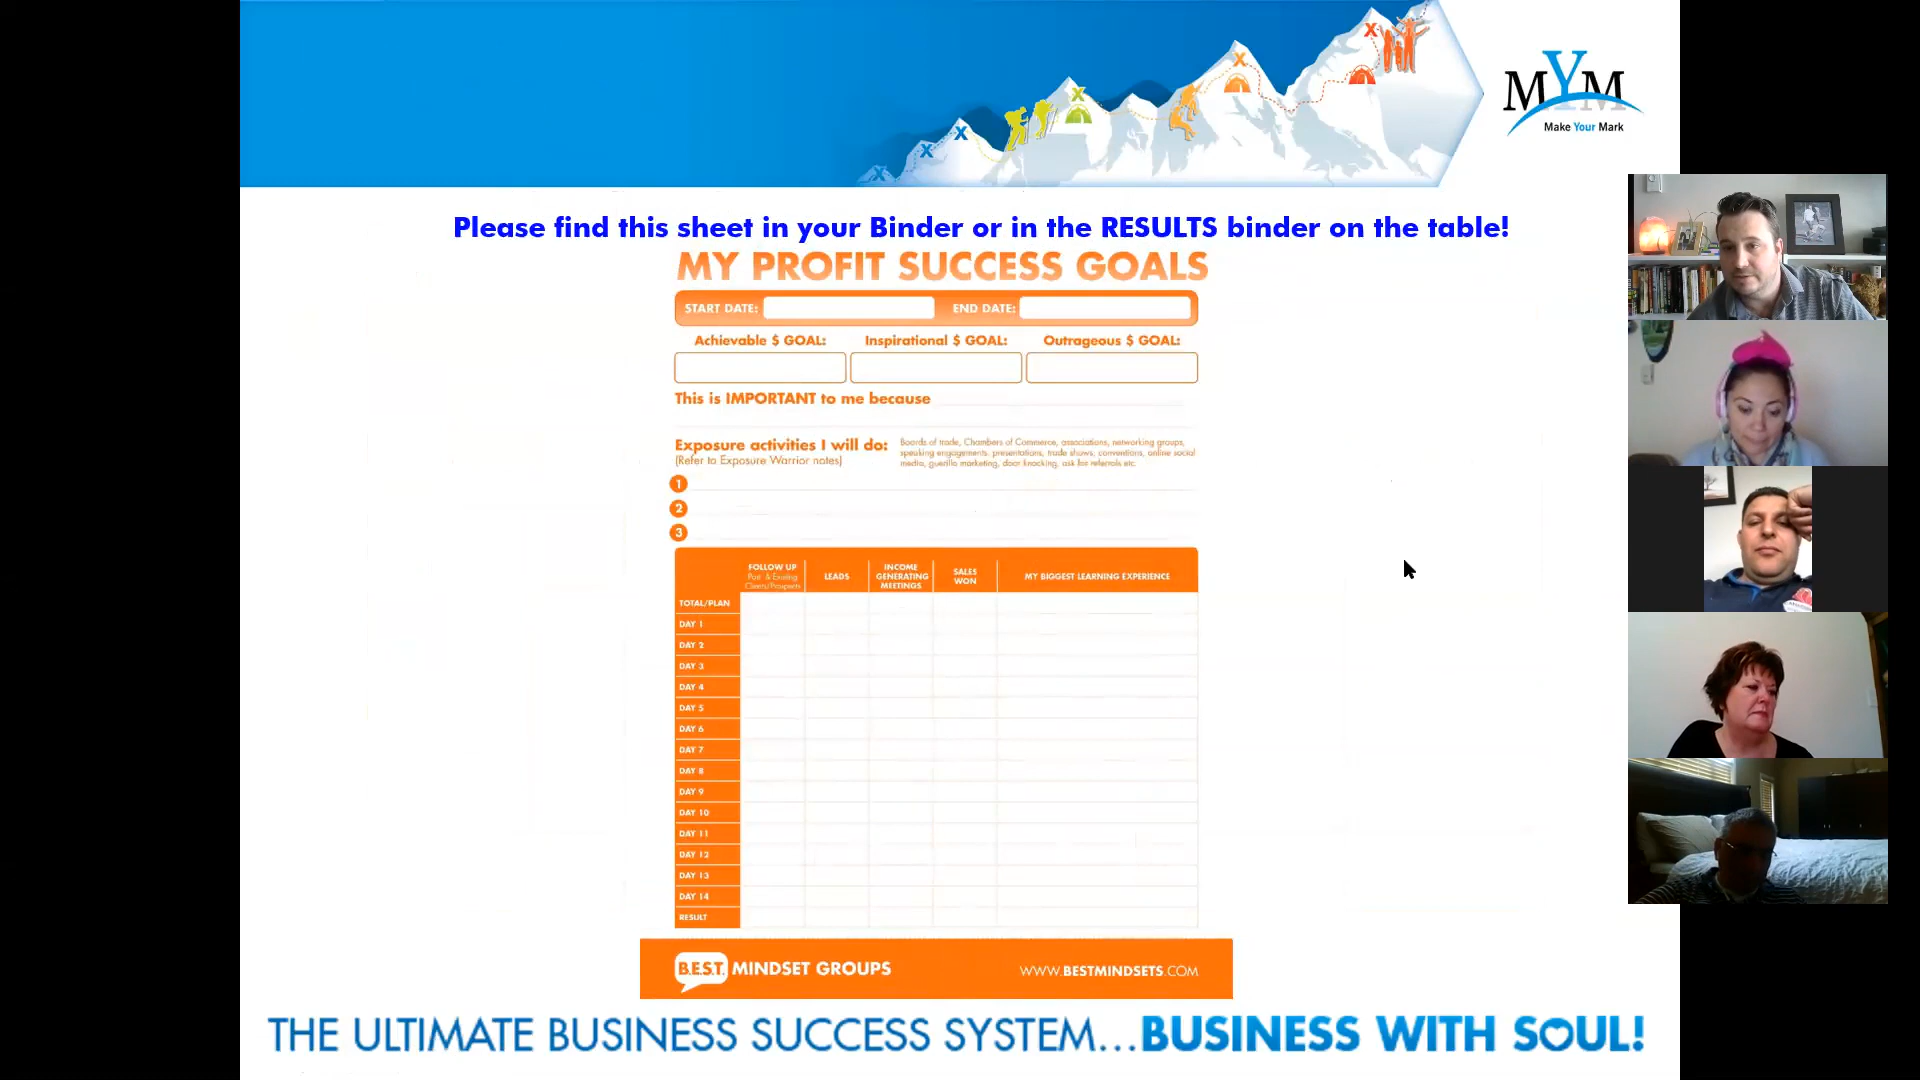 MYM
Make Your Mark
Please find this sheet in your Binder or in the RESULTS binder on the table!
MY PROFIT SUCCESS GOALS
START DATE: END DATE:
Achievable $ GOAL: Inspirational $ GOAL: Outrageous $ GOAL:
This is IMPORTANT to me because
Exposure activities I will do:
(Refer to Exposure Warrior notes)
Boards of trade, Chambers of Commerce, associations, networking groups,
speaking engagements, presentations, trade shows, conventions, online social
media, guerilla marketing, door knocking, ask for referrals etc.
1
2
3
FOLLOW UP
Past & Existing
Clients/Prospects
LEADS
INCOME
GENERATING
MEETINGS
SALES
WON
MY BIGGEST LEARNING EXPERIENCE
TOTAL/PLAN
DAY 1
DAY 2
DAY 3
DAY 4
DAY 5
DAY 6
DAY 7
DAY 8
DAY 9
DAY 10
DAY 11
DAY 12
DAY 13
DAY 14
RESULT
B.E.S.T. MINDSET GROUPS
WWW.BESTMINDSETS.COM
THE ULTIMATE BUSINESS SUCCESS SYSTEM...BUSINESS WITH SOUL!